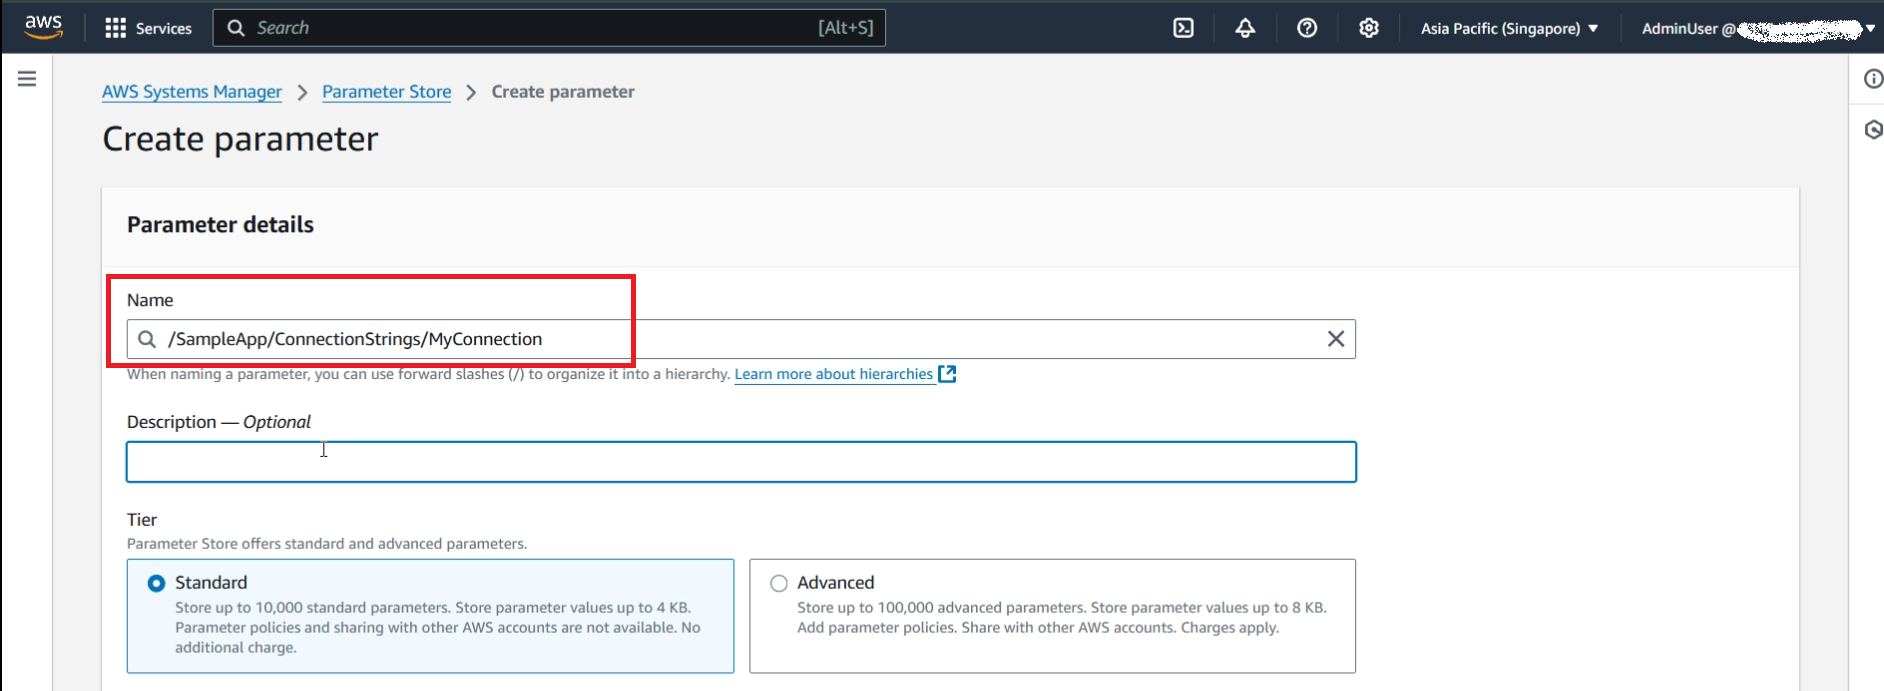 aws
Services
Search
[Alt+S]
Asia Pacific (Singapore)
AdminUser @
AWS Systems Manager
Parameter Store
Create parameter
Create parameter
Parameter details
Name
/SampleApp/ConnectionStrings/MyConnection
When naming a parameter, you can use forward slashes (/) to organize it into a hierarchy. Learn more about hierarchies
Description — Optional
Tier
Parameter Store offers standard and advanced parameters.
Standard
Store up to 10,000 standard parameters. Store parameter values up to 4 KB.
Parameter policies and sharing with other AWS accounts are not available. No
additional charge.
Advanced
Store up to 100,000 advanced parameters. Store parameter values up to 8 KB.
Add parameter policies. Share with other AWS accounts. Charges apply.